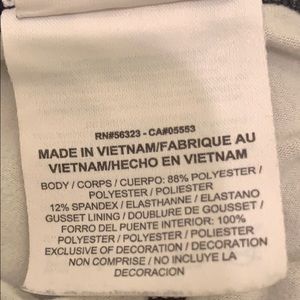 RN#56323 - CA#05553
MADE IN VIETNAM/FABRIQUE AU
VIETNAM/HECHO EN VIETNAM
BODY / CORPS / CUERPO: 88% POLYESTER /
POLYESTER / POLIESTER
12% SPANDEX / ELASTHANNE / ELASTANO
GUSSET LINING / DOUBLURE DE GOUSSET /
FORRO DEL PUENTE INTERIOR: 100%
POLYESTER / POLYESTER / POLIESTER
EXCLUSIVE OF DECORATION / DECORATION
NON COMPRISE / NO INCLUYE LA
DECORACION